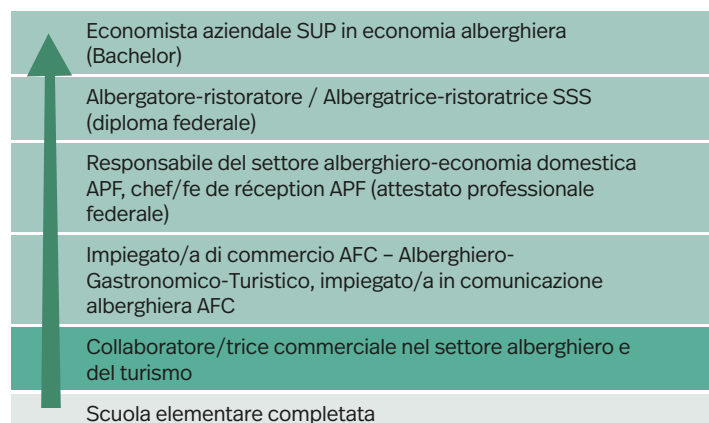 Economista aziendale SUP in economia alberghiera
(Bachelor)
Albergatore-ristoratore / Albergatrice-ristoratrice SSS
(diploma federale)
Responsabile del settore alberghiero-economia domestica
APF, chef/fe de réception APF (attestato professionale
federale)
Impiegato/a di commercio AFC – Alberghiero-
Gastronomico-Turistico, impiegato/a in comunicazione
alberghiera AFC
Collaboratore/trice commerciale nel settore alberghiero e
del turismo
Scuola elementare completata